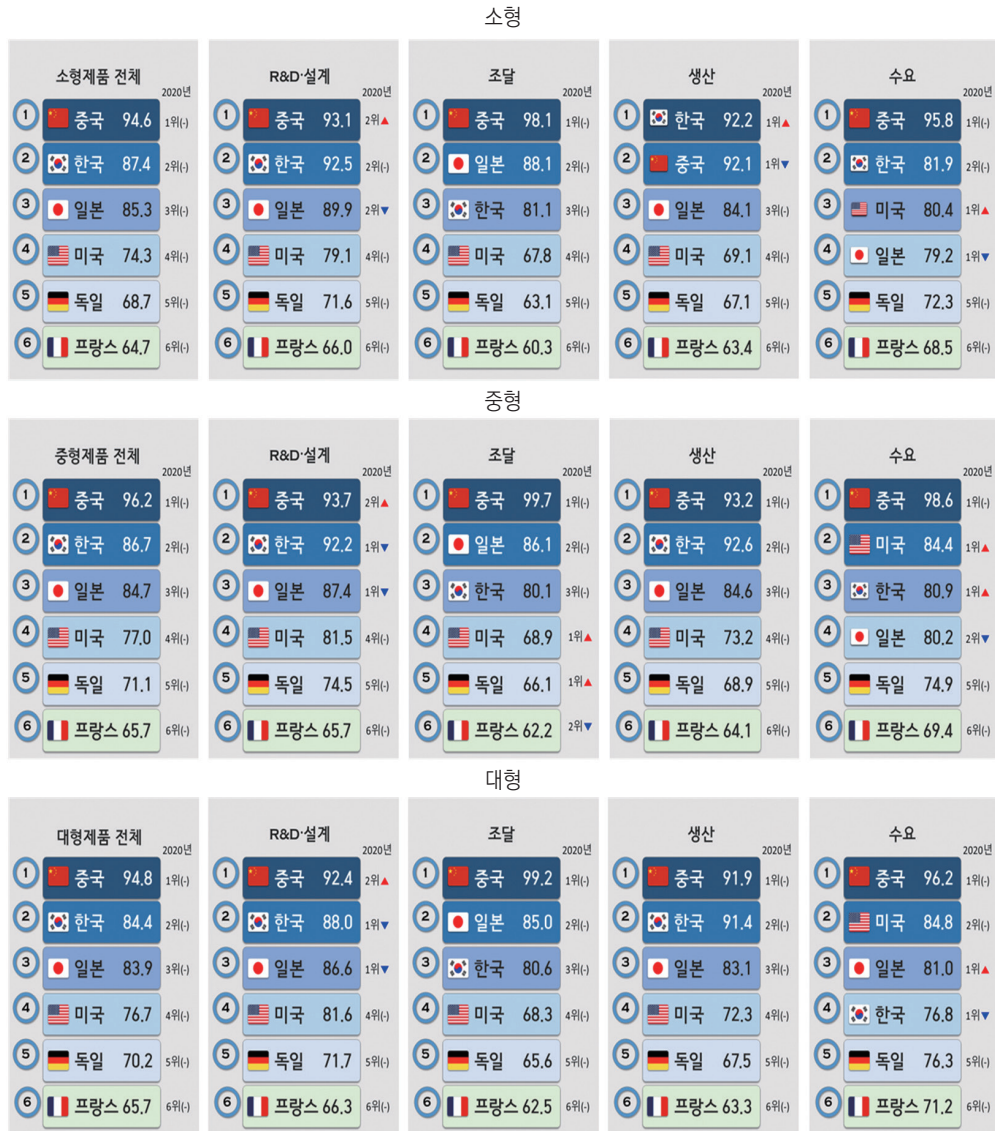 소형
소형제품 전체
2020년
1 중국 94.6 1위(-)
2 한국 87.4 2위(-)
3 일본 85.3 3위(-)
4 미국 74.3 4위(-)
5 독일 68.7 5위(-)
6 프랑스 64.7 6위(-)
R&D·설계
2020년
1 중국 93.1 2위▲
2 한국 92.5 2위(-)
3 일본 89.9 2위▼
4 미국 79.1 4위(-)
5 독일 71.6 5위(-)
6 프랑스 66.0 6위(-)
조달
2020년
1 중국 98.1 1위(-)
2 일본 88.1 2위(-)
3 한국 81.1 3위(-)
4 미국 67.8 4위(-)
5 독일 63.1 5위(-)
6 프랑스 60.3 6위(-)
생산
2020년
1 한국 92.2 1위▲
2 중국 92.1 1위▼
3 일본 84.1 3위(-)
4 미국 69.1 4위(-)
5 독일 67.1 5위(-)
6 프랑스 63.4 6위(-)
수요
2020년
1 중국 95.8 1위(-)
2 한국 81.9 2위(-)
3 미국 80.4 1위▲
4 일본 79.2 1위▼
5 독일 72.3 5위(-)
6 프랑스 68.5 6위(-)
중형
중형제품 전체
2020년
1 중국 96.2 1위(-)
2 한국 86.7 2위(-)
3 일본 84.7 3위(-)
4 미국 77.0 4위(-)
5 독일 71.1 5위(-)
6 프랑스 65.7 6위(-)
R&D·설계
2020년
1 중국 93.7 2위▲
2 한국 92.2 1위▼
3 일본 87.4 1위▼
4 미국 81.5 4위(-)
5 독일 74.5 5위(-)
6 프랑스 65.7 6위(-)
조달
2020년
1 중국 99.7 1위(-)
2 일본 86.1 2위(-)
3 한국 80.1 3위(-)
4 미국 68.9 1위▲
5 독일 66.1 1위▲
6 프랑스 62.2 2위▼
생산
2020년
1 중국 93.2 1위(-)
2 한국 92.6 2위(-)
3 일본 84.6 3위(-)
4 미국 73.2 4위(-)
5 독일 68.9 5위(-)
6 프랑스 64.1 6위(-)
수요
2020년
1 중국 98.6 1위(-)
2 미국 84.4 1위▲
3 한국 80.9 1위▲
4 일본 80.2 2위▼
5 독일 74.9 5위(-)
6 프랑스 69.4 6위(-)
대형
대형제품 전체
2020년
1 중국 94.8 1위(-)
2 한국 84.4 2위(-)
3 일본 83.9 3위(-)
4 미국 76.7 4위(-)
5 독일 70.2 5위(-)
6 프랑스 65.7 6위(-)
R&D·설계
2020년
1 중국 92.4 2위▲
2 한국 88.0 1위▼
3 일본 86.6 1위▼
4 미국 81.6 4위(-)
5 독일 71.7 5위(-)
6 프랑스 66.3 6위(-)
조달
2020년
1 중국 99.2 1위(-)
2 일본 85.0 2위(-)
3 한국 80.6 3위(-)
4 미국 68.3 4위(-)
5 독일 65.6 5위(-)
6 프랑스 62.5 6위(-)
생산
2020년
1 중국 91.9 1위(-)
2 한국 91.4 2위(-)
3 일본 83.1 3위(-)
4 미국 72.3 4위(-)
5 독일 67.5 5위(-)
6 프랑스 63.3 6위(-)
수요
2020년
1 중국 96.2 1위(-)
2 미국 84.8 2위(-)
3 일본 81.0 1위▲
4 한국 76.8 1위▼
5 독일 76.3 5위(-)
6 프랑스 71.2 6위(-)